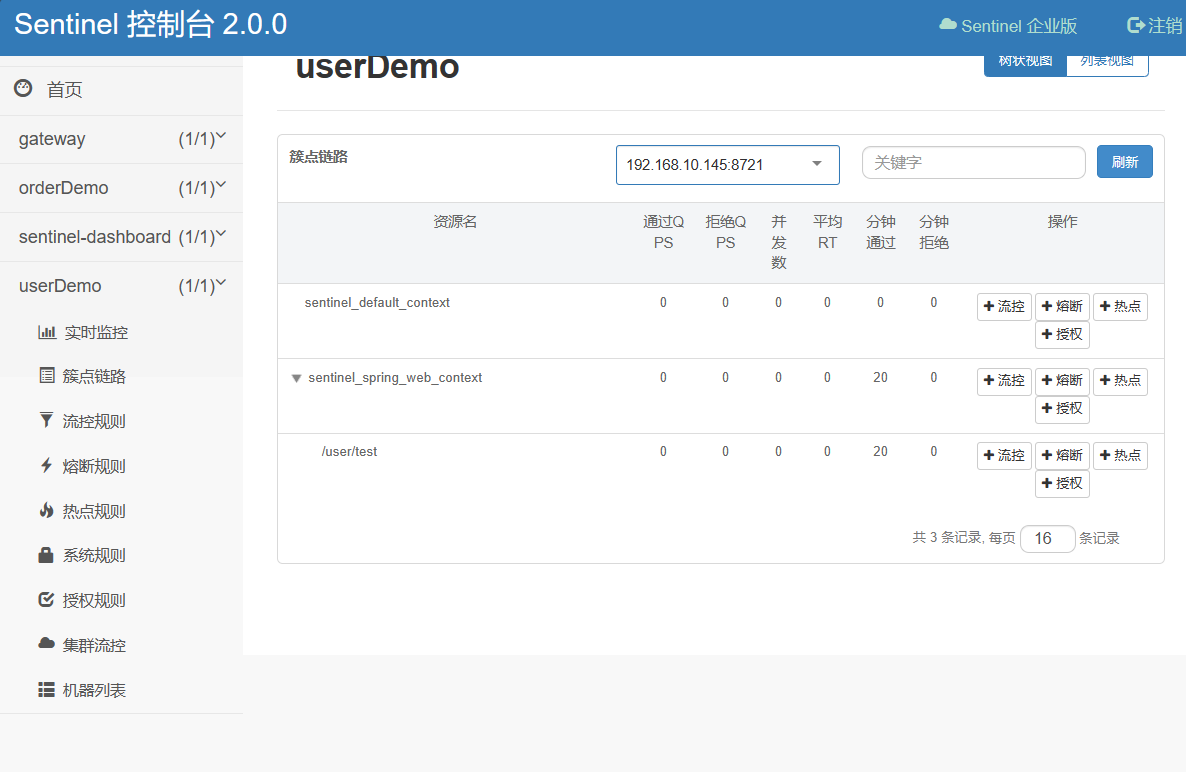 Sentinel 控制台 2.0.0
Sentinel 企业版
注销
首页
gateway (1/1)
orderDemo (1/1)
sentinel-dashboard (1/1)
userDemo (1/1)
实时监控
簇点链路
流控规则
熔断规则
热点规则
系统规则
授权规则
集群流控
机器列表
userDemo
树状视图 列表视图
簇点链路 192.168.10.145:8721 关键字 刷新
资源名 通过Q 拒绝Q 并 平均 分钟 分钟 操作
PS PS 发 RT 通过 拒绝
数
sentinel_default_context 0 0 0 0 0 0 流控 熔断 热点
授权
sentinel_spring_web_context 0 0 0 0 20 0 流控 熔断 热点
授权
/user/test 0 0 0 0 20 0 流控 熔断 热点
授权
共 3 条记录, 每页 16 条记录